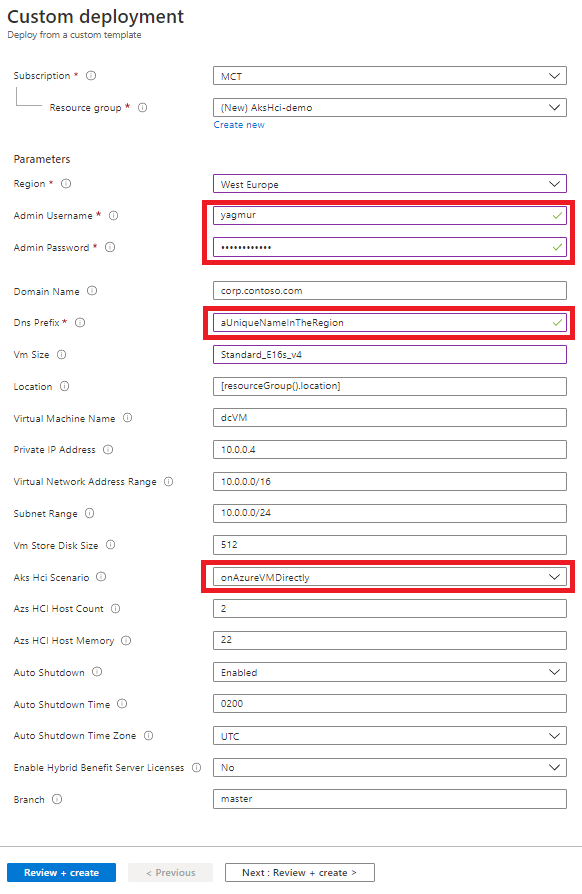 Custom deployment
Deploy from a custom template
Subscription *
MCT
Resource group *
(New) AksHci-demo
Create new
Parameters
Region *
West Europe
Admin Username *
yagmur
Admin Password *
••••••••••••
Domain Name
corp.contoso.com
Dns Prefix *
aUniqueNameInTheRegion
Vm Size
Standard_E16s_v4
Location
[resourceGroup().location]
Virtual Machine Name
dcVM
Private IP Address
10.0.0.4
Virtual Network Address Range
10.0.0.0/16
Subnet Range
10.0.0.0/24
Vm Store Disk Size
512
Aks Hci Scenario
onAzureVMDirectly
Azs HCI Host Count
2
Azs HCI Host Memory
22
Auto Shutdown
Enabled
Auto Shutdown Time
0200
Auto Shutdown Time Zone
UTC
Enable Hybrid Benefit Server Licenses
No
Branch
master
Review + create
< Previous
Next : Review + create >